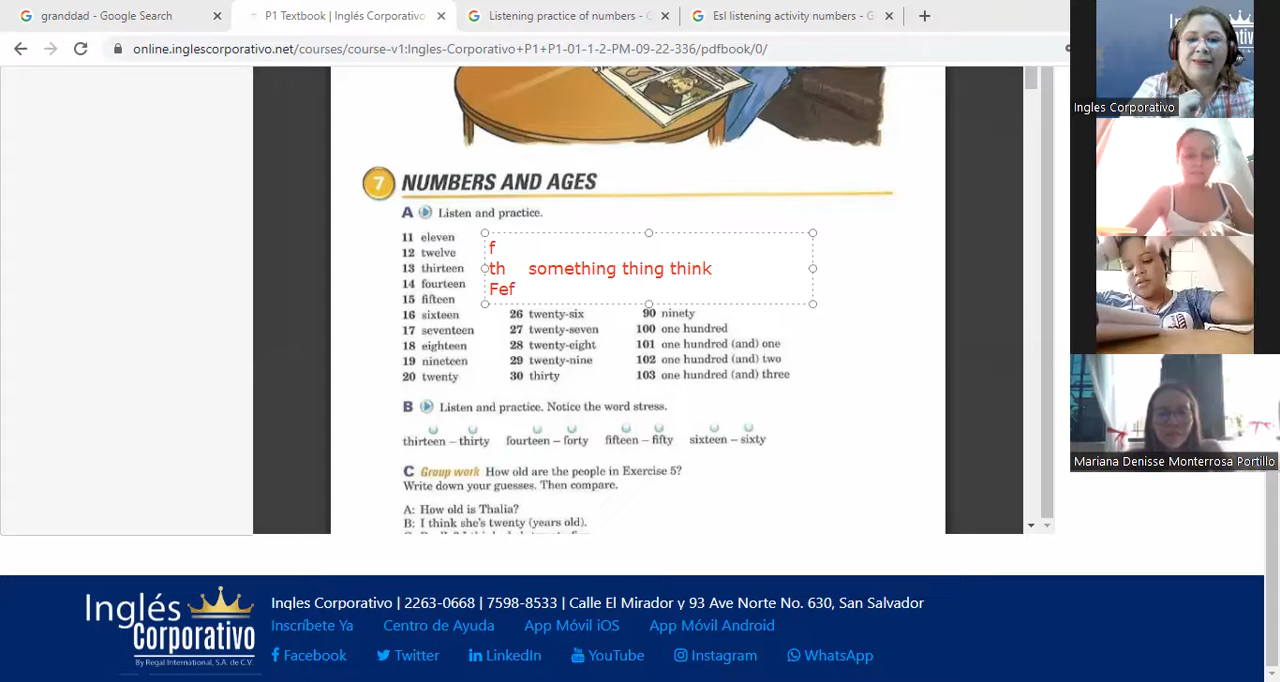 granddad - Google Search
P1 Textbook | Inglés Corporativo
Listening practice of numbers - G
Esl listening activity numbers - G
online.inglescorporativo.net/courses/course-v1:Ingles-Corporativo+P1+P1-01-1-2-PM-09-22-336/pdfbook/0/
7 NUMBERS AND AGES
A Listen and practice.
11 eleven
12 twelve
13 thirteen
14 fourteen
15 fifteen
16 sixteen
17 seventeen
18 eighteen
19 nineteen
20 twenty
f
th something thing think
Fef
26 twenty-six
27 twenty-seven
28 twenty-eight
29 twenty-nine
30 thirty
90 ninety
100 one hundred
101 one hundred (and) one
102 one hundred (and) two
103 one hundred (and) three
B Listen and practice. Notice the word stress.
thirteen – thirty fourteen – forty fifteen – fifty sixteen – sixty
C Group work How old are the people in Exercise 5?
Write down your guesses. Then compare.
A: How old is Thalia?
B: I think she's twenty (years old).
Ingles Corporativo
Mariana Denisse Monterrosa Portillo
Inglés
Corporativo
By Regal International, S.A. de C.V.
Ingles Corporativo | 2263-0668 | 7598-8533 | Calle El Mirador y 93 Ave Norte No. 630, San Salvador
Inscríbete Ya Centro de Ayuda App Móvil iOS App Móvil Android
Facebook Twitter LinkedIn YouTube Instagram WhatsApp